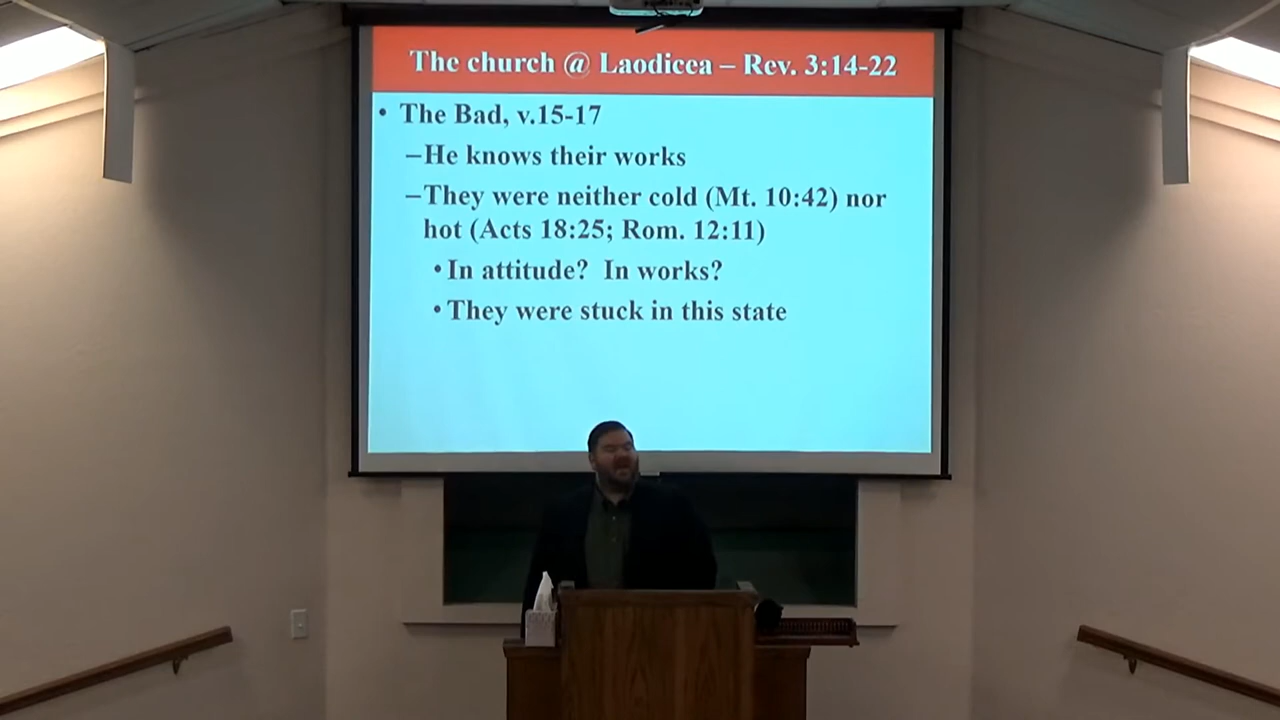 The church @ Laodicea – Rev. 3:14-22
• The Bad, v.15-17
–He knows their works
–They were neither cold (Mt. 10:42) nor
hot (Acts 18:25; Rom. 12:11)
• In attitude? In works?
• They were stuck in this state